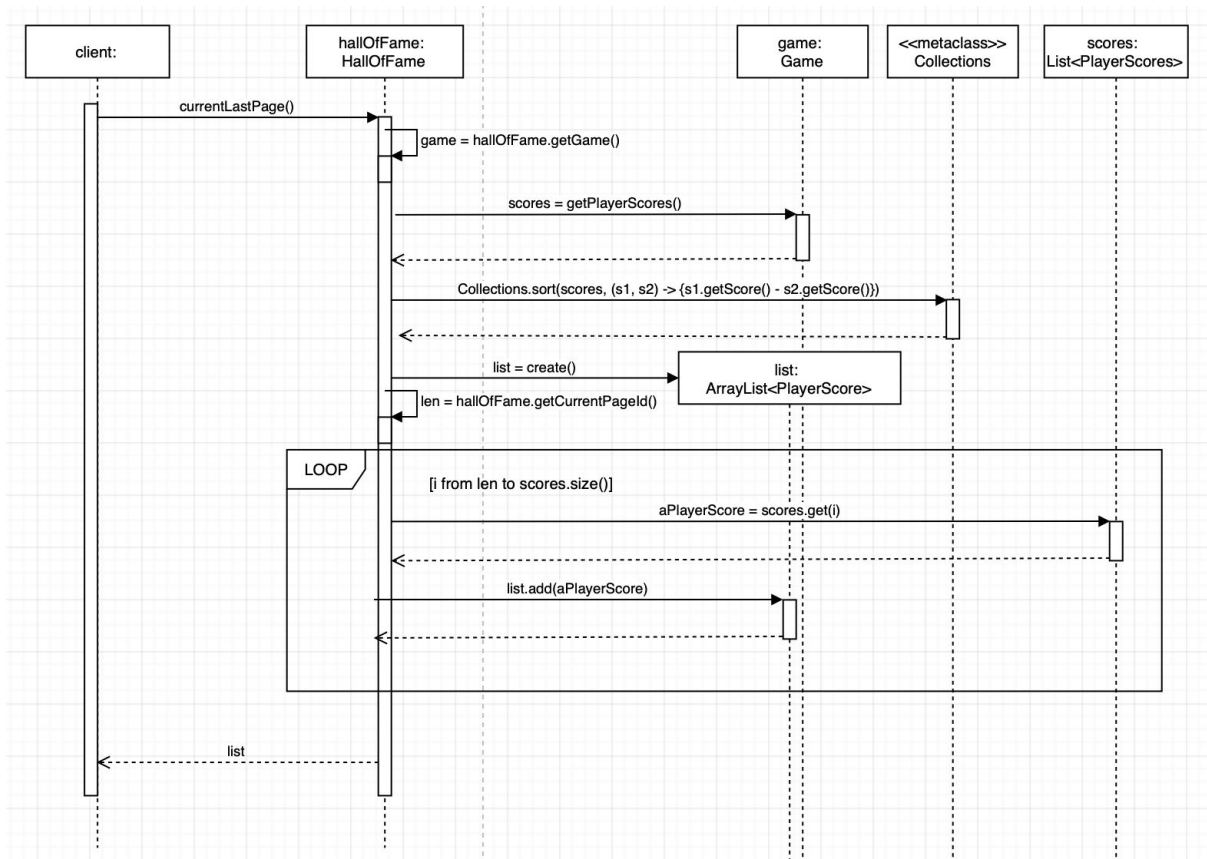 client:
hallOfFame:
HallOfFame
game:
Game
<<metaclass>>
Collections
scores:
List<PlayerScores>
currentLastPage()
game = hallOfFame.getGame()
scores = getPlayerScores()
Collections.sort(scores, (s1, s2) -> {s1.getScore() - s2.getScore()})
list = create()
list:
ArrayList<PlayerScore>
len = hallOfFame.getCurrentPageId()
LOOP
[i from len to scores.size()]
aPlayerScore = scores.get(i)
list.add(aPlayerScore)
list